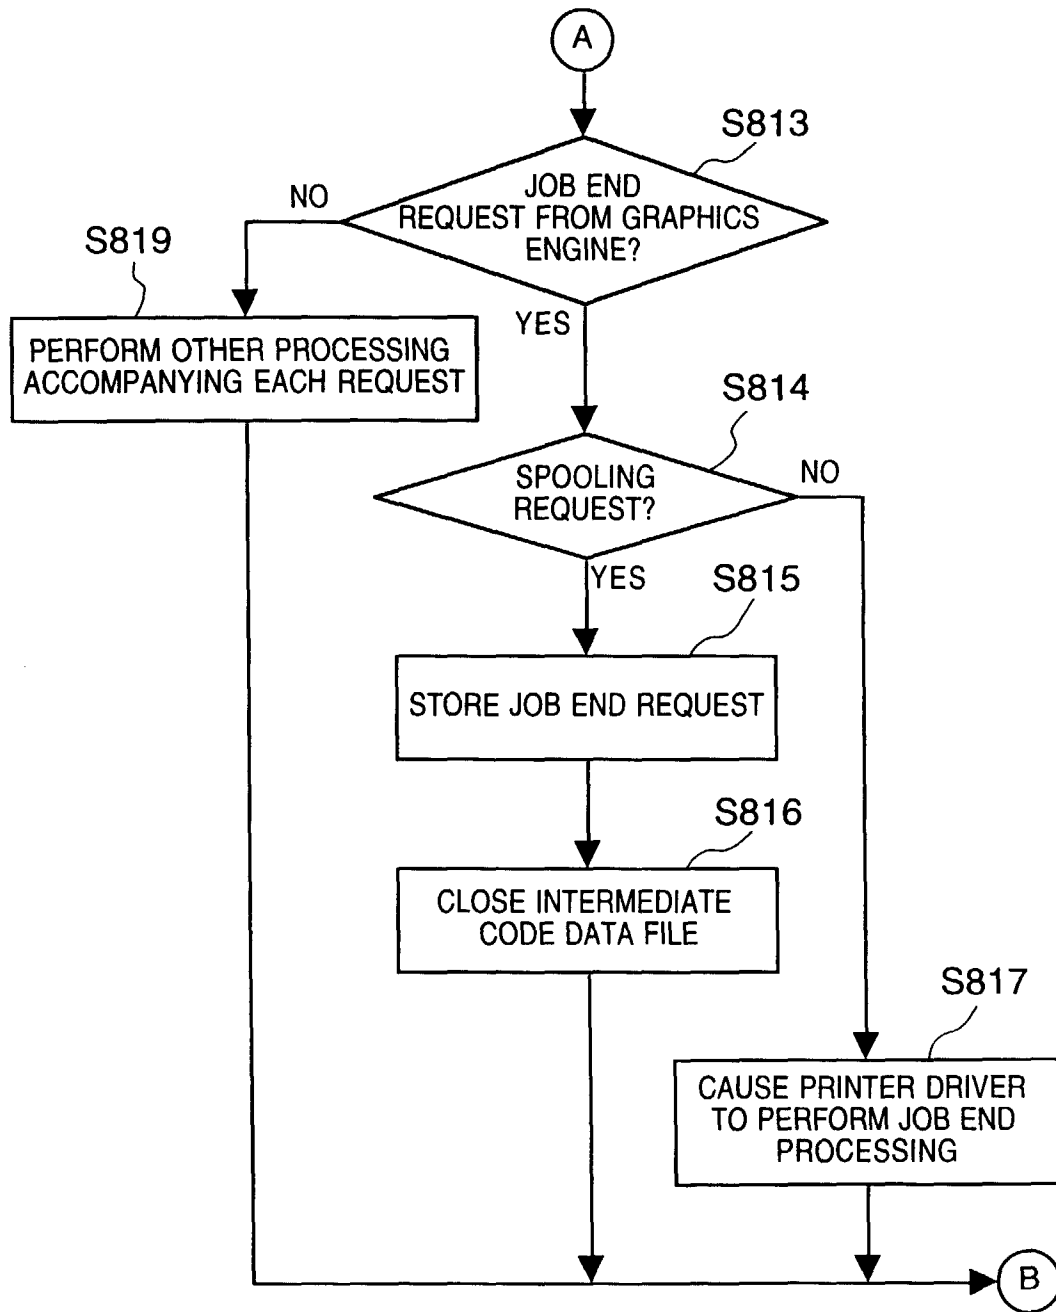 A
S813
JOB END
REQUEST FROM GRAPHICS
ENGINE?
NO
S819
YES
PERFORM OTHER PROCESSING
ACCOMPANYING EACH REQUEST
S814
SPOOLING
REQUEST?
NO
YES
S815
STORE JOB END REQUEST
S816
CLOSE INTERMEDIATE
CODE DATA FILE
S817
CAUSE PRINTER DRIVER
TO PERFORM JOB END
PROCESSING
B